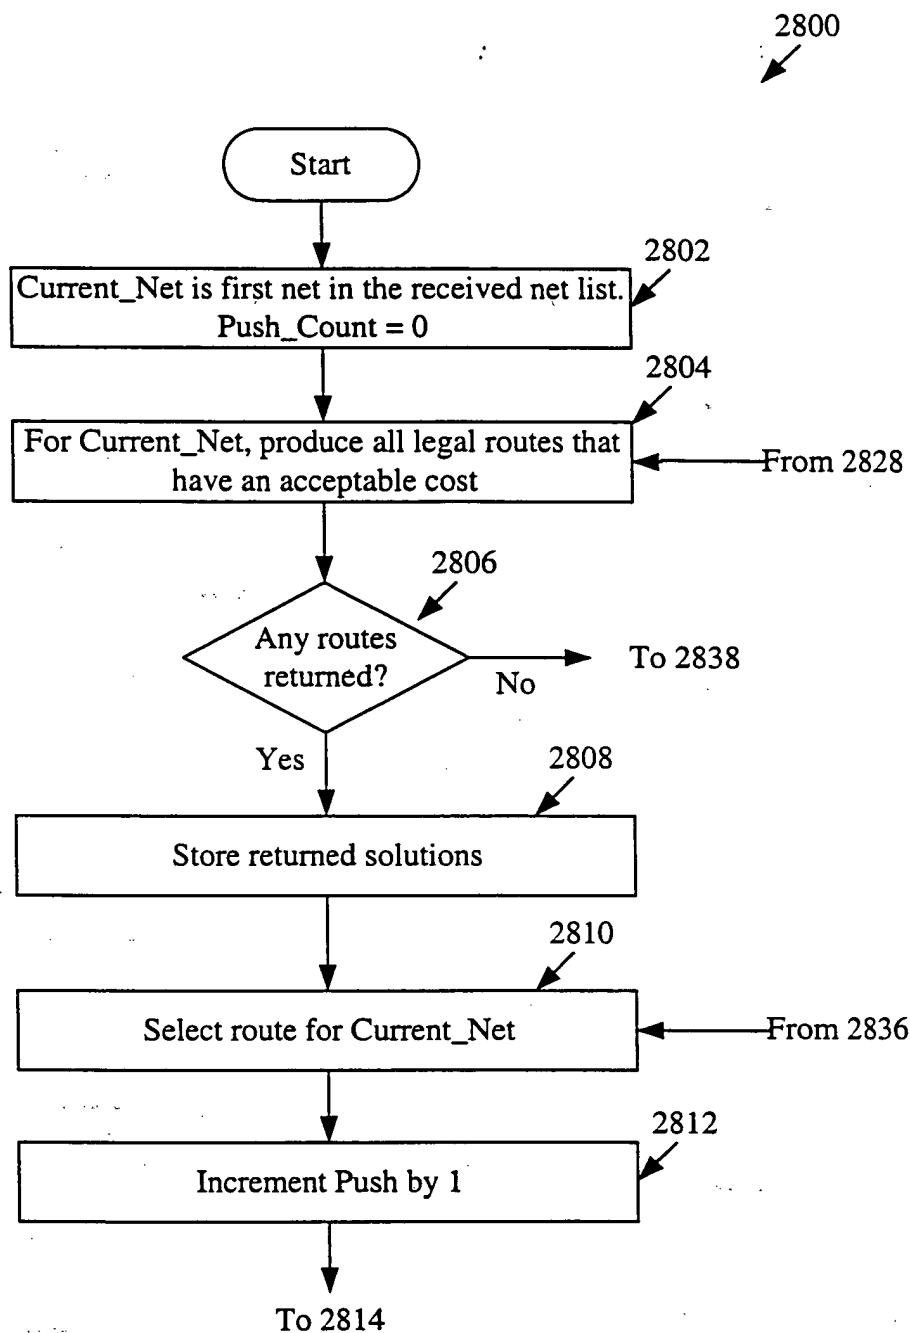 2800
Start
2802
Current_Net is first net in the received net list.
Push_Count = 0
2804
For Current_Net, produce all legal routes that
have an acceptable cost
From 2828
2806
Any routes
returned?
No
To 2838
Yes
2808
Store returned solutions
2810
Select route for Current_Net
From 2836
2812
Increment Push by 1
To 2814